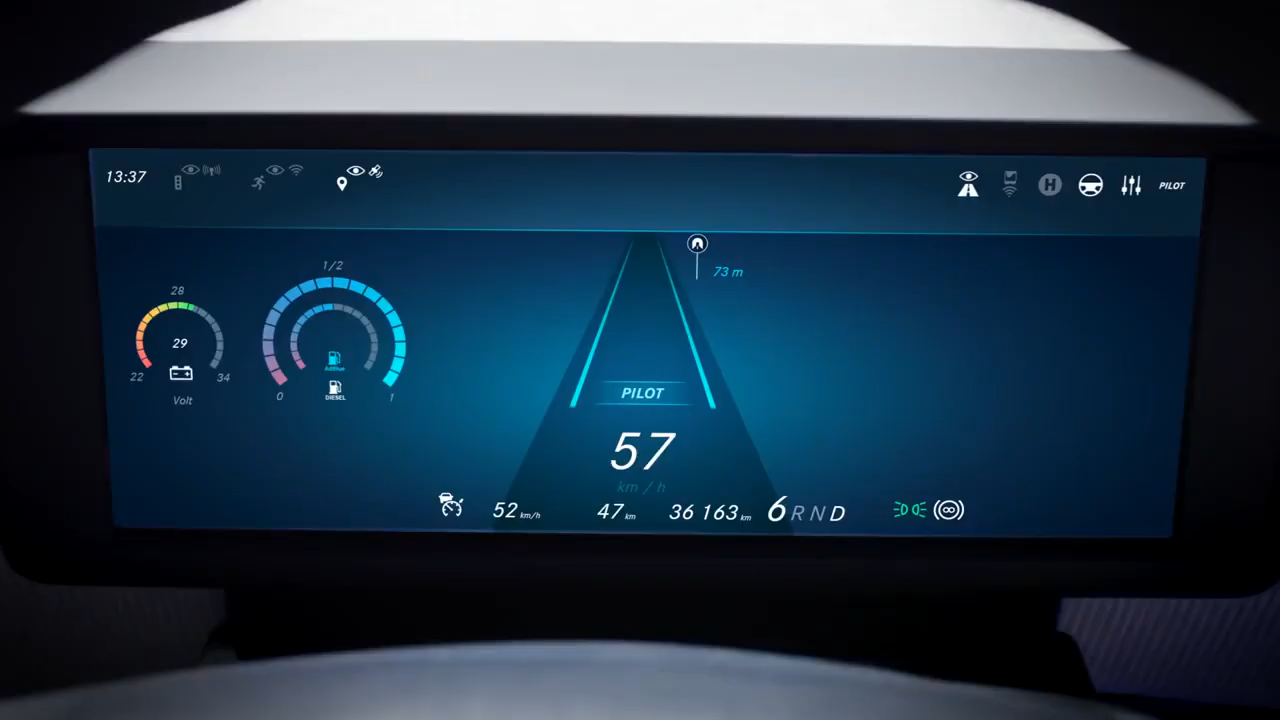 13:37
H
PILOT
73 m
1/2
28
29
22
34
Volt
AdBlue
DIESEL
0
1
PILOT
57
km / h
52 km/h
47 km
36 163 km
6 R N D